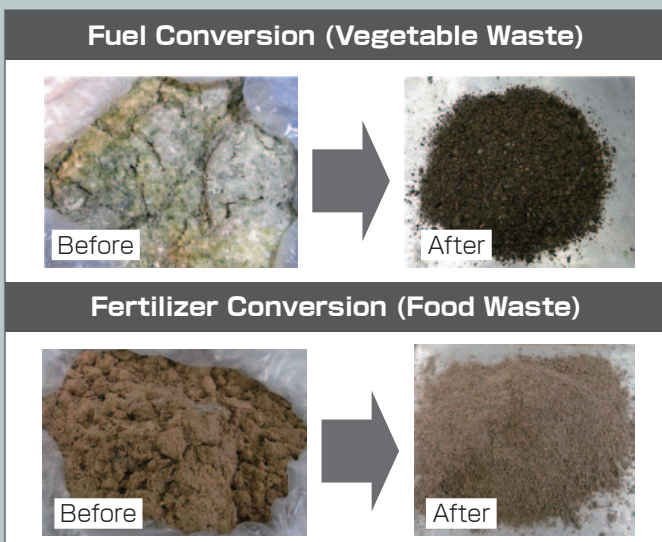 Fuel Conversion (Vegetable Waste)
Before
After
Fertilizer Conversion (Food Waste)
Before
After